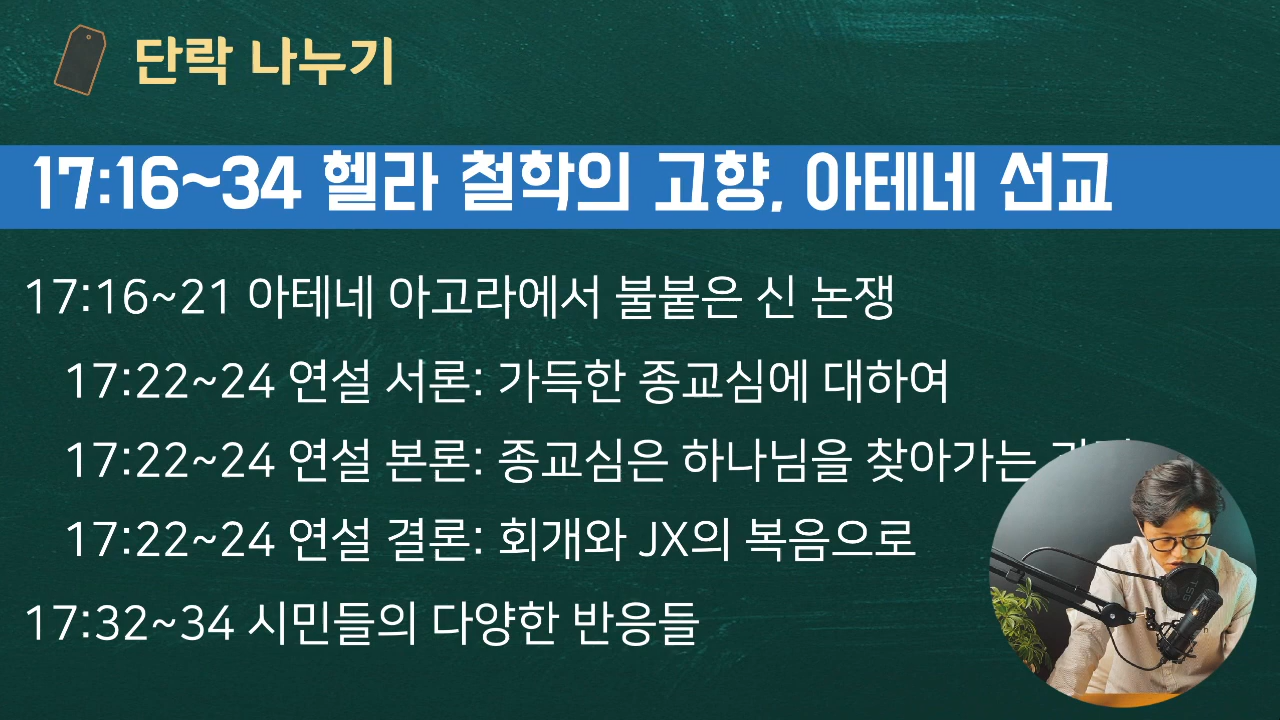 단락 나누기
17:16~34 헬라 철학의 고향, 아테네 선교
17:16~21 아테네 아고라에서 불붙은 신 논쟁
17:22~24 연설 서론: 가득한 종교심에 대하여
17:22~24 연설 본론: 종교심은 하나님을 찾아가는
17:22~24 연설 결론: 회개와 JX의 복음으로
17:32~34 시민들의 다양한 반응들